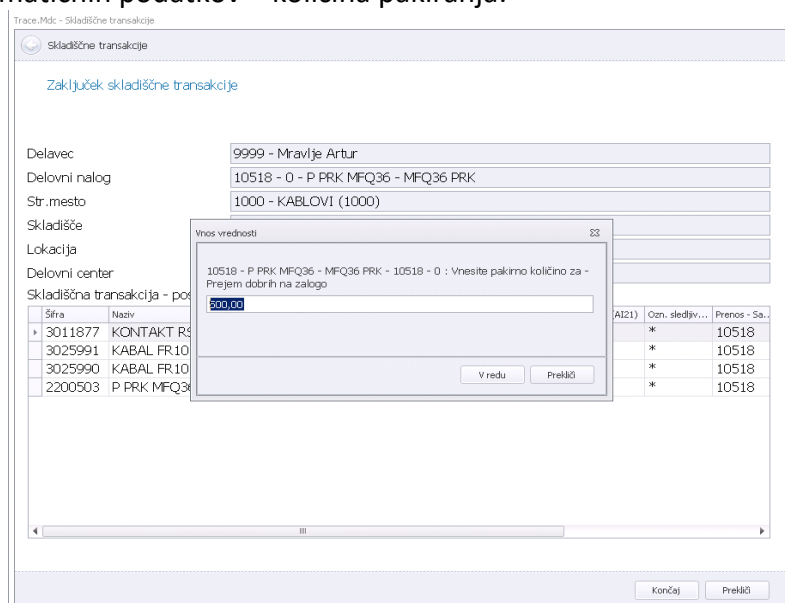 matičnih podatkov – količina pakiranja.
Trace.Mdc - Skladiščne transakcije
Skladiščne transakcije
Zaključek skladiščne transakcije
Delavec 9999 - Mravlje Artur
Delovni nalog 10518 - 0 - P PRK MFQ36 - MFQ36 PRK
Str.mesto 1000 - KABLOVI (1000)
Skladišče
Lokacija
Delovni center
Skladiščna transakcija - pos
Vnos vrednosti
10518 - P PRK MFQ36 - MFQ36 PRK - 10518 - 0 : Vnesite pakirno količino za -
Prejem dobrih na zalogo
500,00
V redu Prekliči
Šifra Naziv (AI21) Ozn. sledljiv... Prenos - Sa..
3011877 KONTAKT RS * 10518
3025991 KABAL FR10 * 10518
3025990 KABAL FR10 * 10518
2200503 P PRK MFQ36 * 10518
Končaj Prekliči